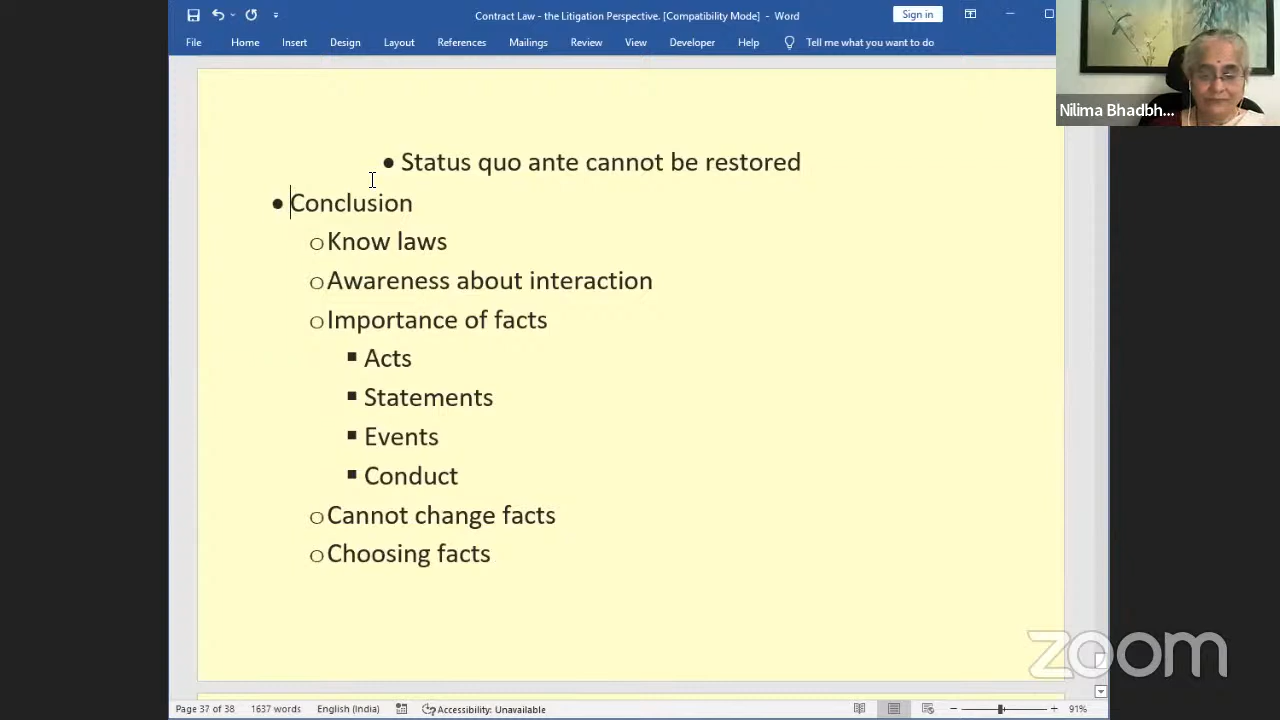 Contract Law - the Litigation Perspective. [Compatibility Mode] - Word
Sign in
File Home Insert Design Layout References Mailings Review View Developer Help Tell me what you want to do
Nilima Bhadbh...
• Status quo ante cannot be restored
• Conclusion
o Know laws
o Awareness about interaction
o Importance of facts
▪ Acts
▪ Statements
▪ Events
▪ Conduct
o Cannot change facts
o Choosing facts
zoom
Page 37 of 38 1637 words English (India) Accessibility: Unavailable 91%